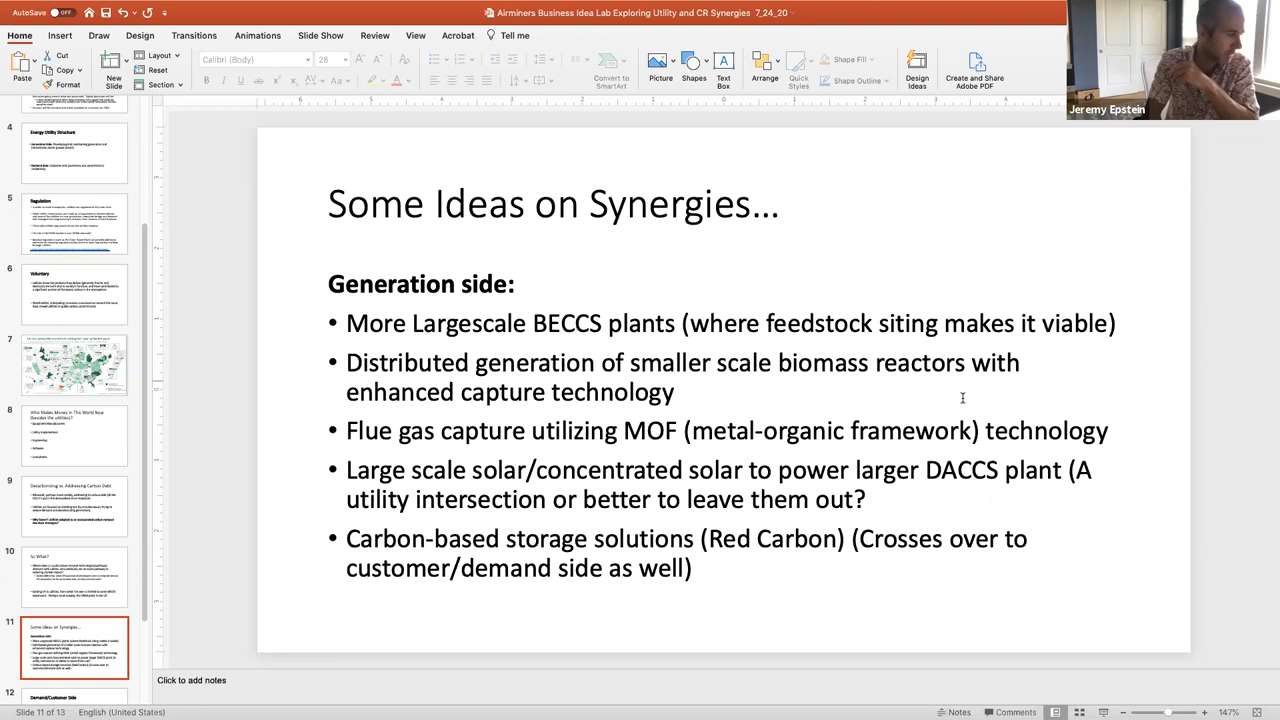 AutoSave OFF
Airminers Business Idea Lab Exploring Utility and CR Synergies 7_24_20
Home Insert Draw Design Transitions Animations Slide Show Review View Acrobat Tell me
Paste
Cut
Copy
Format
New Slide
Layout
Reset
Section
Calibri (Body) 28
Convert to SmartArt
Picture
Shapes
Text Box
Arrange
Quick Styles
Shape Fill
Shape Outline
Design Ideas
Create and Share Adobe PDF
Jeremy Epstein
4
Energy Utility Structure
5
Regulation
6
Voluntary
7
8
Who Makes Money In This World Now (besides the utilities)?
9
Decarbonizing vs. Addressing Carbon Debt
10
So What?
11
Some Ideas on Synergies...
Generation side:
12
Demand/Customer Side
Some Ideas on Synergies...
Generation side:
• More Largescale BECCS plants (where feedstock siting makes it viable)
• Distributed generation of smaller scale biomass reactors with
enhanced capture technology
• Flue gas capture utilizing MOF (metal-organic framework) technology
• Large scale solar/concentrated solar to power larger DACCS plant (A
utility intersection or better to leave them out?
• Carbon-based storage solutions (Red Carbon) (Crosses over to
customer/demand side as well)
Click to add notes
Slide 11 of 13 English (United States) Notes Comments 147%